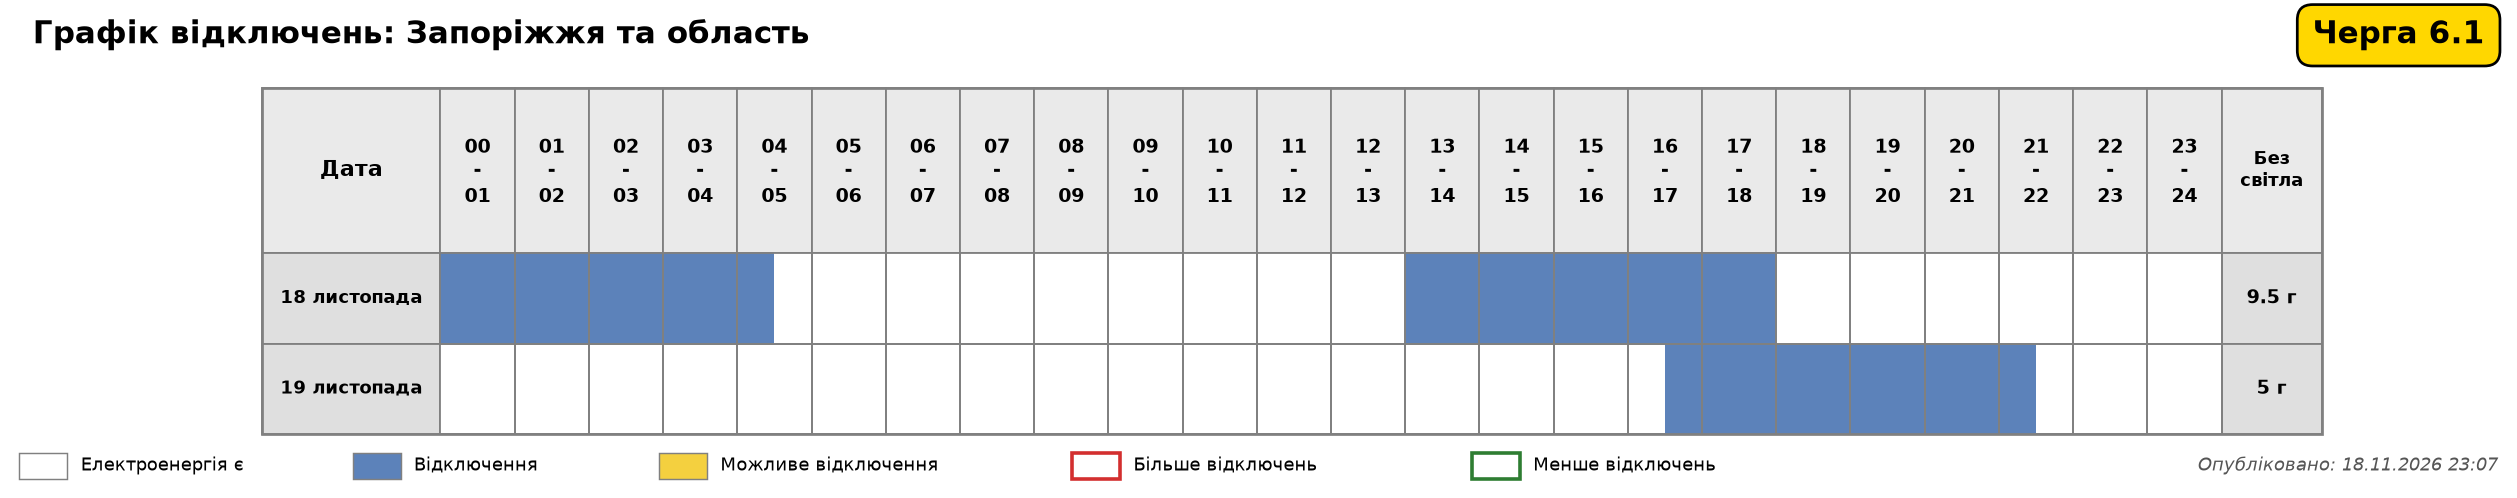 Графік відключень: Запоріжжя та область
Черга 6.1
Дата
00 - 01
01 - 02
02 - 03
03 - 04
04 - 05
05 - 06
06 - 07
07 - 08
08 - 09
09 - 10
10 - 11
11 - 12
12 - 13
13 - 14
14 - 15
15 - 16
16 - 17
17 - 18
18 - 19
19 - 20
20 - 21
21 - 22
22 - 23
23 - 24
Без
світла
18 листопада
9.5 г
19 листопада
5 г
Електроенергія є
Відключення
Можливе відключення
Більше відключень
Менше відключень
Опубліковано: 18.11.2026 23:07